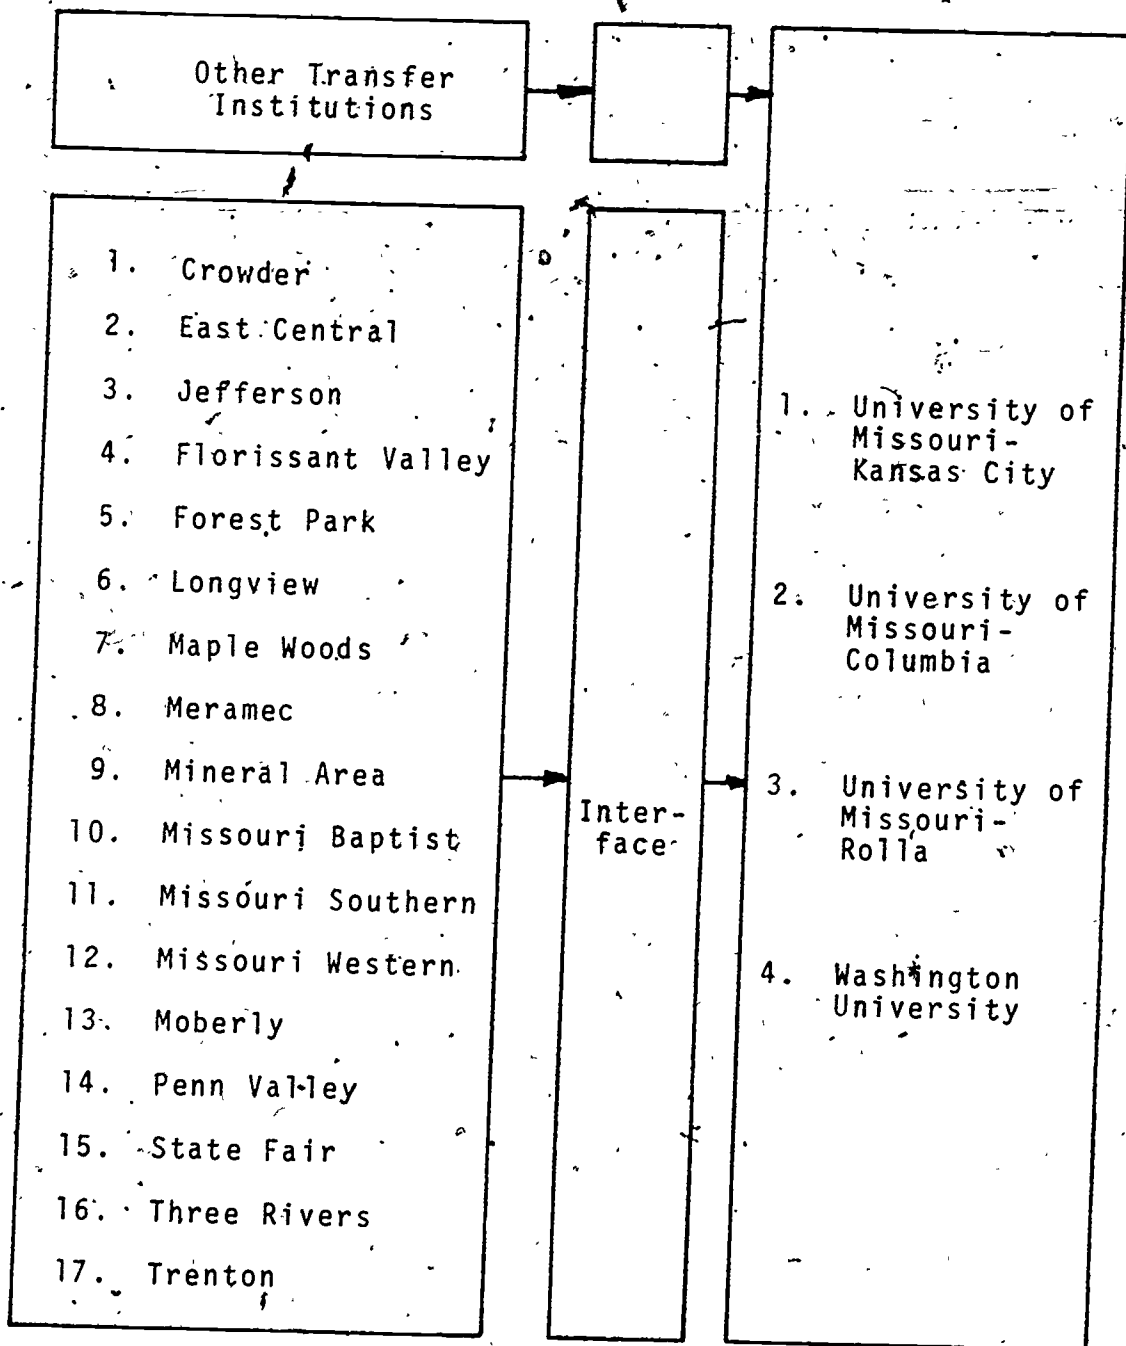 Other Transfer
Institutions
1. Crowder
2. East Central
3. Jefferson
4. Florissant Valley
5. Forest Park
6. Longview
7. Maple Woods
8. Meramec
9. Mineral Area
10. Missouri Baptist
11. Missouri Southern
12. Missouri Western
13. Moberly
14. Penn Valley
15. State Fair
16. Three Rivers
17. Trenton
Inter-
face
1. University of
Missouri-
Kansas City
2. University of
Missouri-
Columbia
3. University of
Missouri-
Rolla
4. Washington
University